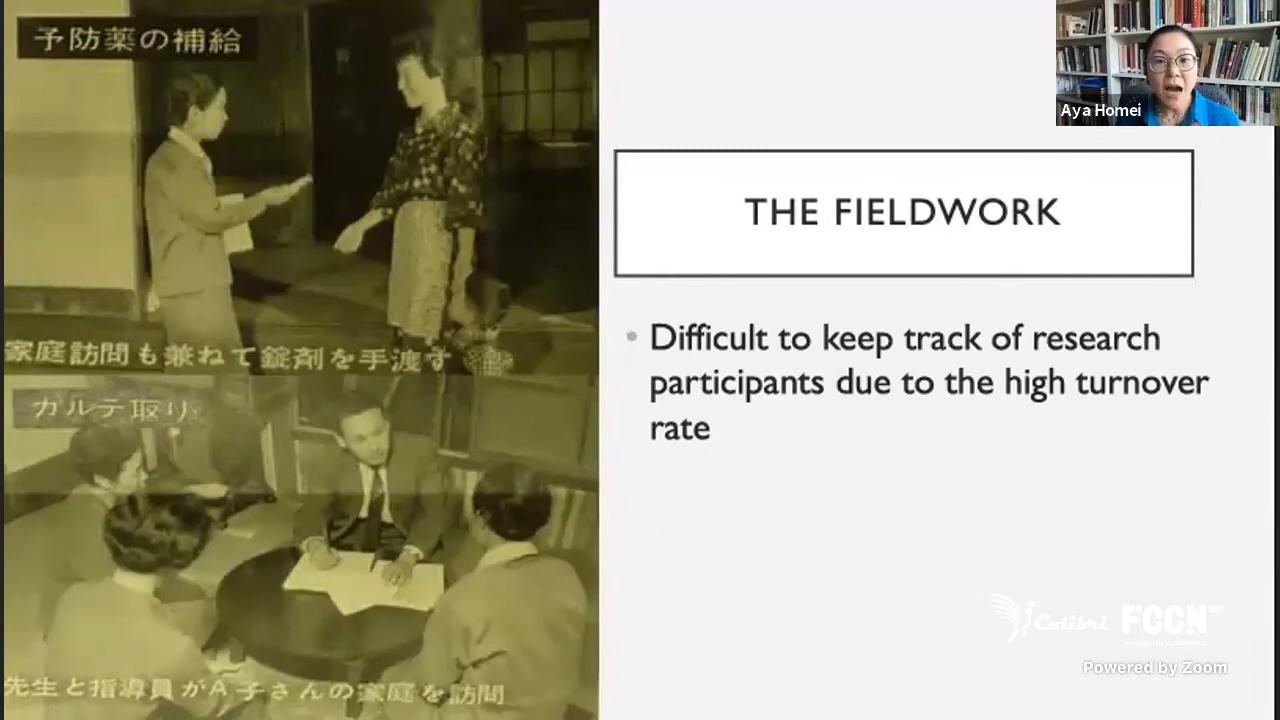 予防薬の補給
家庭訪問も兼ねて錠剤を手渡す
カルテ取り
先生と指導員がA子さんの家庭を訪問
Aya Homei
THE FIELDWORK
• Difficult to keep track of research
participants due to the high turnover
rate
Colibri FCCN
Powered by Zoom